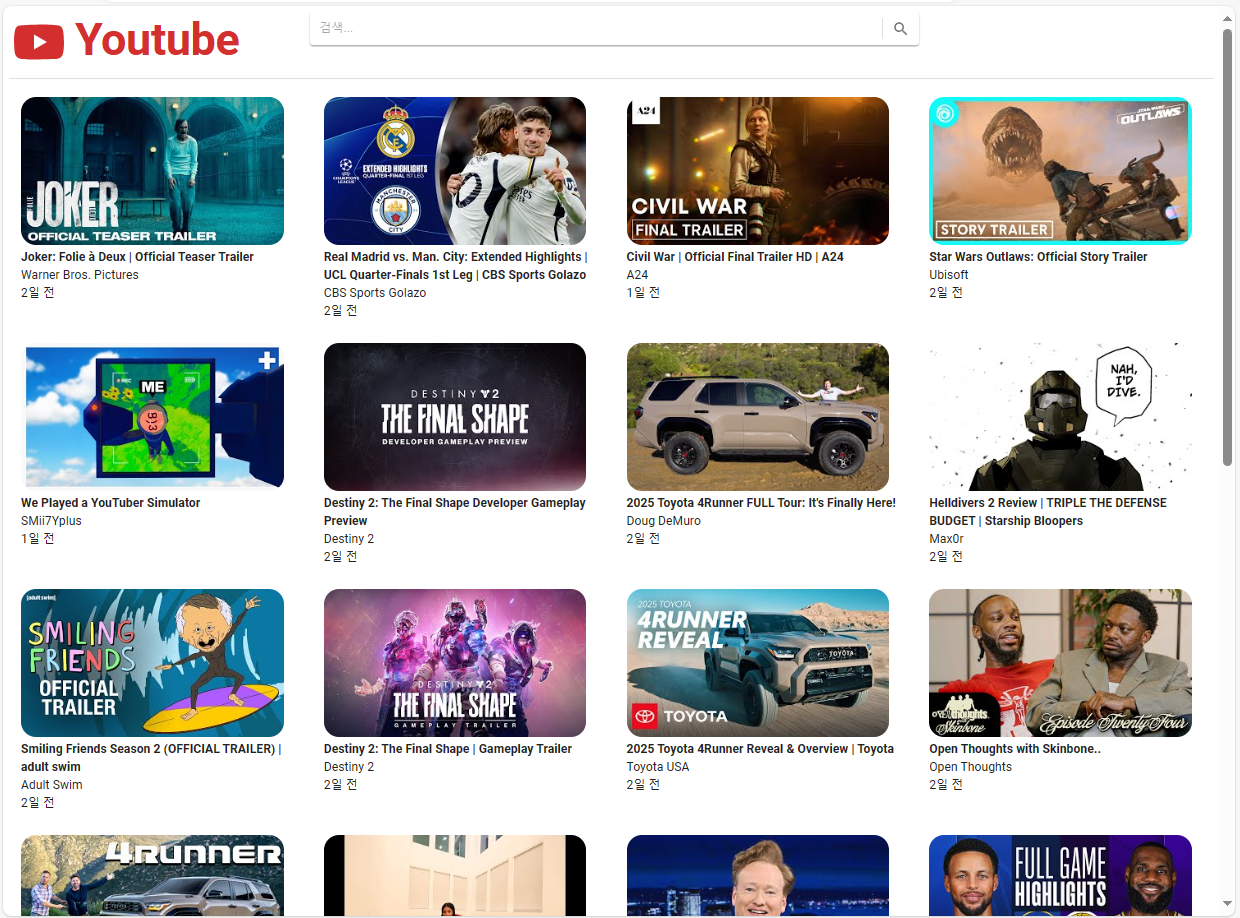 Youtube
검색...
JOKER
FOLIE À DEUX
OFFICIAL TEASER TRAILER
EXTENDED HIGHLIGHTS
QUARTER-FINAL 1ST LEG
CHAMPIONS LEAGUE
MANCHESTER CITY
A24
CIVIL WAR
FINAL TRAILER
STAR WARS
OUTLAWS
STORY TRAILER
Joker: Folie à Deux | Official Teaser Trailer
Warner Bros. Pictures
2일 전
Real Madrid vs. Man. City: Extended Highlights |
UCL Quarter-Finals 1st Leg | CBS Sports Golazo
CBS Sports Golazo
2일 전
Civil War | Official Final Trailer HD | A24
A24
1일 전
Star Wars Outlaws: Official Story Trailer
Ubisoft
2일 전
REC
ME
DESTINY 2
THE FINAL SHAPE
DEVELOPER GAMEPLAY PREVIEW
NAH,
I'D
DIVE.
We Played a YouTuber Simulator
SMii7Yplus
1일 전
Destiny 2: The Final Shape Developer Gameplay
Preview
Destiny 2
2일 전
2025 Toyota 4Runner FULL Tour: It's Finally Here!
Doug DeMuro
2일 전
Helldivers 2 Review | TRIPLE THE DEFENSE
BUDGET | Starship Bloopers
Max0r
2일 전
[adult swim]
SMILING
FRIENDS
OFFICIAL
TRAILER
DESTINY 2
THE FINAL SHAPE
GAMEPLAY TRAILER
2025 TOYOTA
4RUNNER
REVEAL
TOYOTA
TOYOTA
OPEN thoughts
Skinbone
Episode Twenty Four
Smiling Friends Season 2 (OFFICIAL TRAILER) |
adult swim
Adult Swim
2일 전
Destiny 2: The Final Shape | Gameplay Trailer
Destiny 2
2일 전
2025 Toyota 4Runner Reveal & Overview | Toyota
Toyota USA
2일 전
Open Thoughts with Skinbone..
Open Thoughts
2일 전
4RUNNER
FULL GAME
HIGHLIGHTS